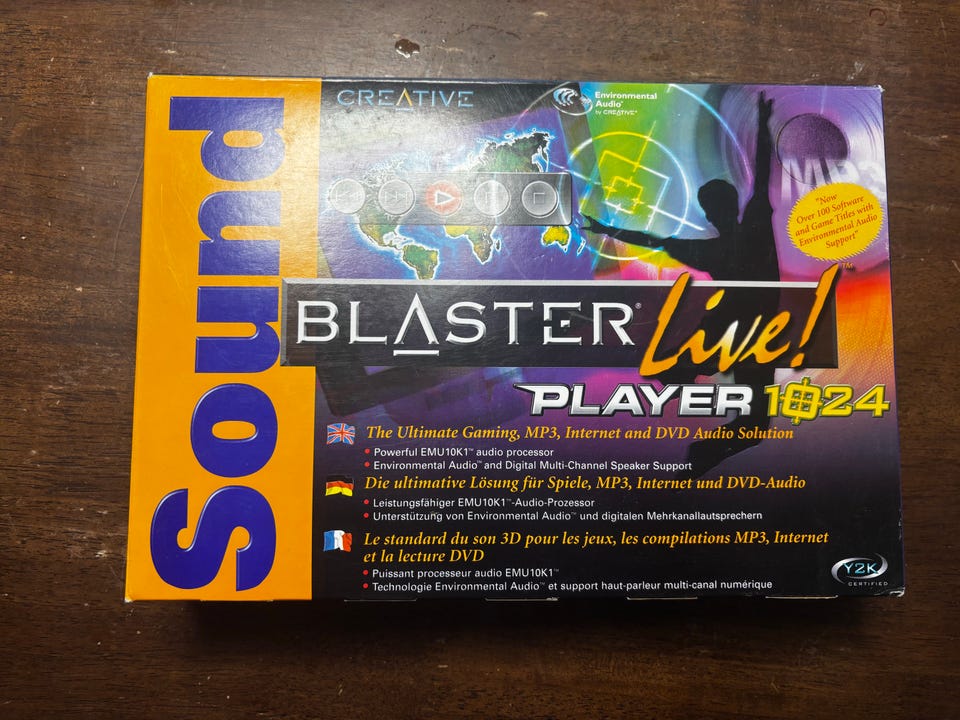 Sound
CREATIVE
Environmental
Audio™
by CREATIVE®
MP3
"Now
Over 100 Software
and Game Titles with
Environmental Audio
Support"
BLASTER® Live!™
PLAYER 1024
The Ultimate Gaming, MP3, Internet and DVD Audio Solution
• Powerful EMU10K1™ audio processor
• Environmental Audio™ and Digital Multi-Channel Speaker Support
Die ultimative Lösung für Spiele, MP3, Internet und DVD-Audio
• Leistungsfähiger EMU10K1™-Audio-Prozessor
• Unterstützung von Environmental Audio™ und digitalen Mehrkanallautsprechern
Le standard du son 3D pour les jeux, les compilations MP3, Internet
et la lecture DVD
• Puissant processeur audio EMU10K1™
• Technologie Environmental Audio™ et support haut-parleur multi-canal numérique
Y2K
CERTIFIED